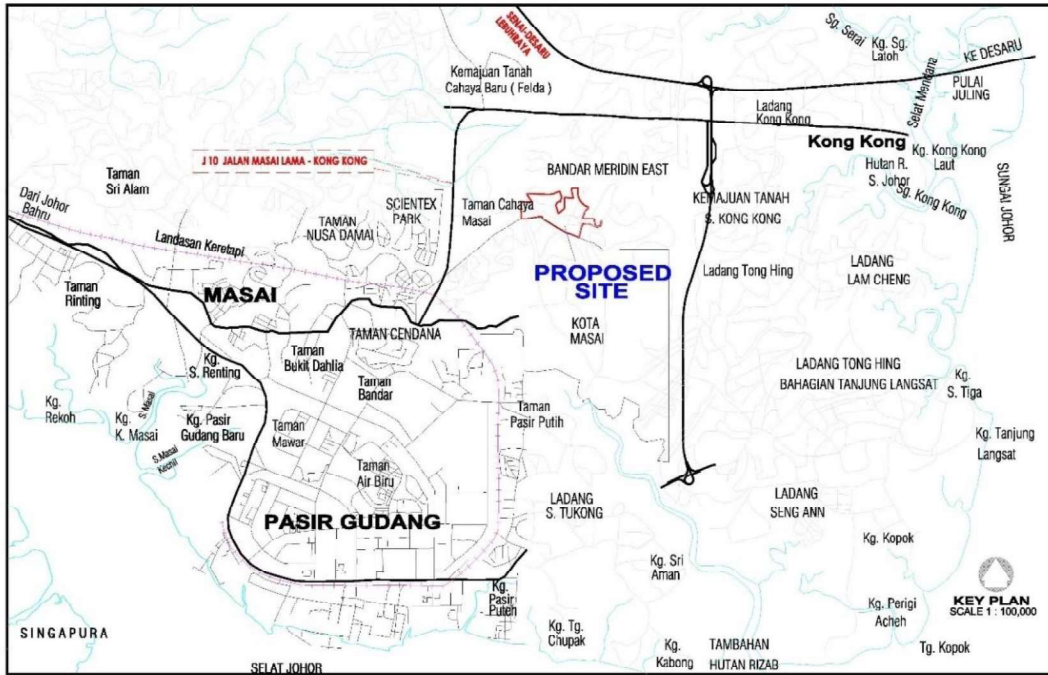 SENAI-DESARU
LEBUHRAYA
Sg. Serai
Kg. Sg.
Latoh
KE DESARU
Kemajuan Tanah
Cahaya Baru ( Felda )
Selat Mendana
PULAI
JULING
Ladang
Kong Kong
Kong Kong
Kg. Kong Kong
Laut
J 10 JALAN MASAI LAMA - KONG KONG
BANDAR MERIDIN EAST
Hutan R.
S. Johor
Sg. Kong Kong
SUNGAI JOHOR
Taman
Sri Alam
Dari Johor
Bahru
SCIENTEX
PARK
Taman Cahaya
Masai
KEMAJUAN TANAH
S. KONG KONG
TAMAN
NUSA DAMAI
Landasan Keretapi
PROPOSED
SITE
Ladang Tong Hing
LADANG
LAM CHENG
Taman
Rinting
MASAI
KOTA
MASAI
TAMAN CENDANA
Kg.
S. Renting
Taman
Bukit Dahlia
Taman
Bandar
LADANG TONG HING
BAHAGIAN TANJUNG LANGSAT
Kg.
S. Tiga
Kg.
Rekoh
Kg.
K. Masai
S. Masai
S.Masai
Kechil
Kg. Pasir
Gudang Baru
Taman
Mawar
Taman
Pasir Putih
Kg. Tanjung
Langsat
Taman
Air Biru
PASIR GUDANG
LADANG
S. TUKONG
LADANG
SENG ANN
Kg. Kopok
Kg. Sri
Aman
KEY PLAN
SCALE 1 : 100,000
Kg.
Pasir
Puteh
Kg. Perigi
Acheh
SINGAPURA
Kg. Tg.
Chupak
Kg.
Kabong
TAMBAHAN
HUTAN RIZAB
Tg. Kopok
SELAT JOHOR